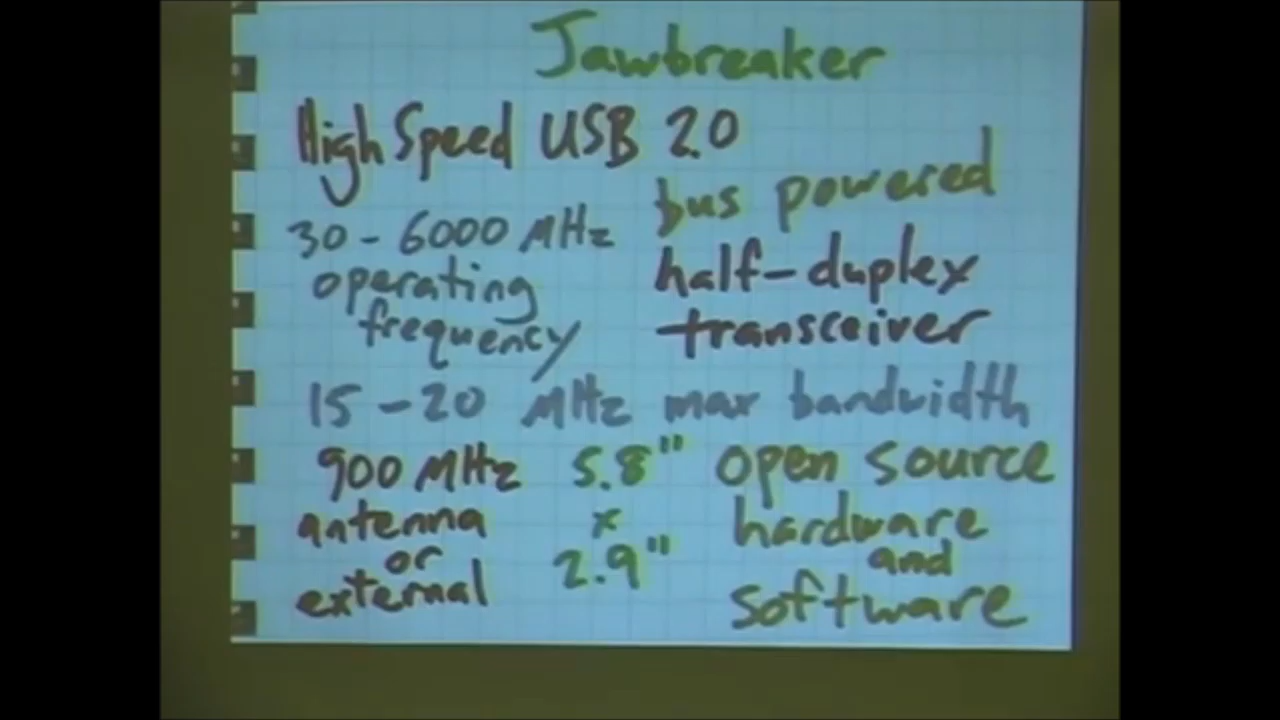 Jawbreaker
High Speed USB 2.0
bus powered
30 - 6000 MHz
operating
frequency
half-duplex
transceiver
15 - 20 MHz max bandwidth
900 MHz
antenna
or
external
5.8"
x
2.9"
open source
hardware
and
software